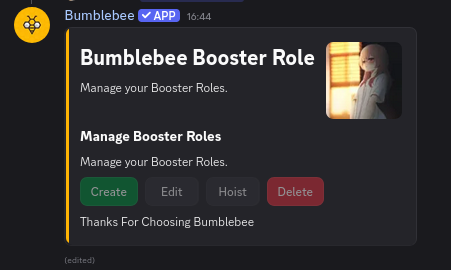 Bumblebee ✓ APP 16:44
Bumblebee Booster Role
Manage your Booster Roles.
Manage Booster Roles
Manage your Booster Roles.
Create Edit Hoist Delete
Thanks For Choosing Bumblebee
(edited)